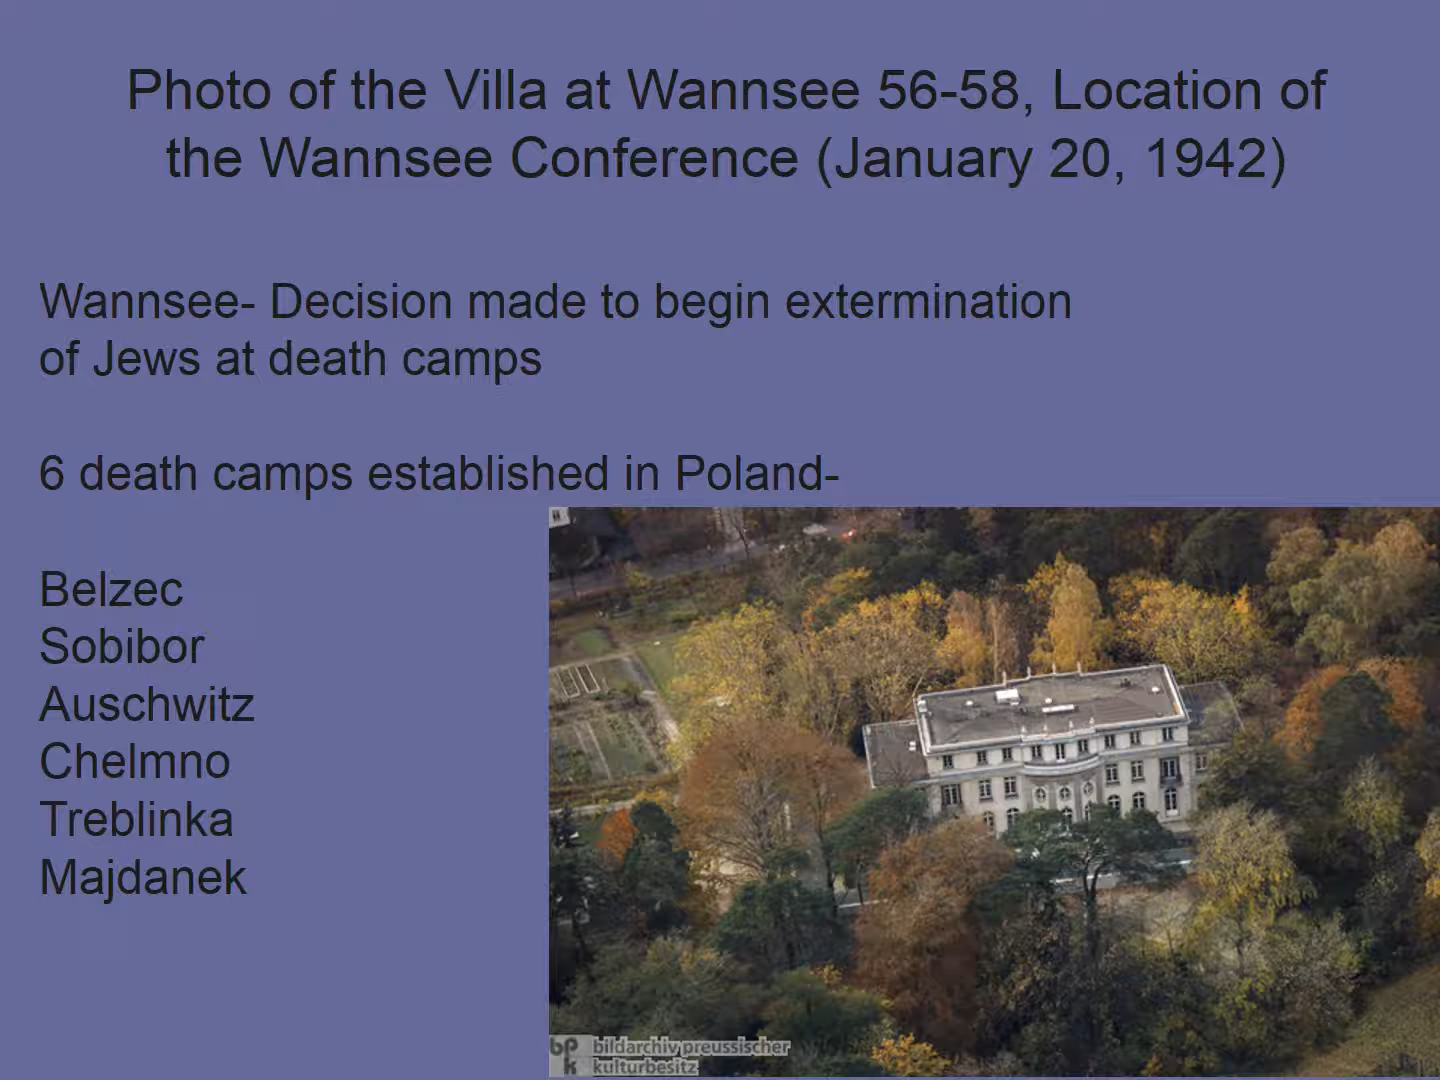 Photo of the Villa at Wannsee 56-58, Location of
the Wannsee Conference (January 20, 1942)
Wannsee- Decision made to begin extermination
of Jews at death camps
6 death camps established in Poland-
Belzec
Sobibor
Auschwitz
Chelmno
Treblinka
Majdanek
bpk bildarchiv preussischer
kulturbesitz